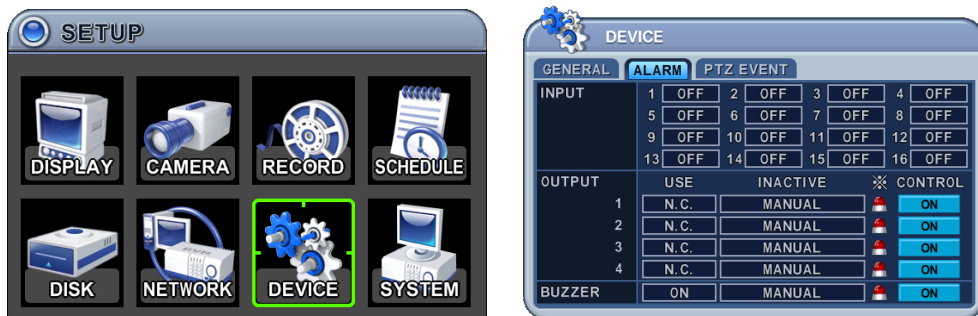 SETUP
DISPLAY CAMERA RECORD SCHEDULE
DISK NETWORK DEVICE SYSTEM
DEVICE
GENERAL ALARM PTZ EVENT
INPUT 1 OFF 2 OFF 3 OFF 4 OFF
5 OFF 6 OFF 7 OFF 8 OFF
9 OFF 10 OFF 11 OFF 12 OFF
13 OFF 14 OFF 15 OFF 16 OFF
OUTPUT USE INACTIVE ※ CONTROL
1 N.C. MANUAL ON
2 N.C. MANUAL ON
3 N.C. MANUAL ON
4 N.C. MANUAL ON
BUZZER ON MANUAL ON